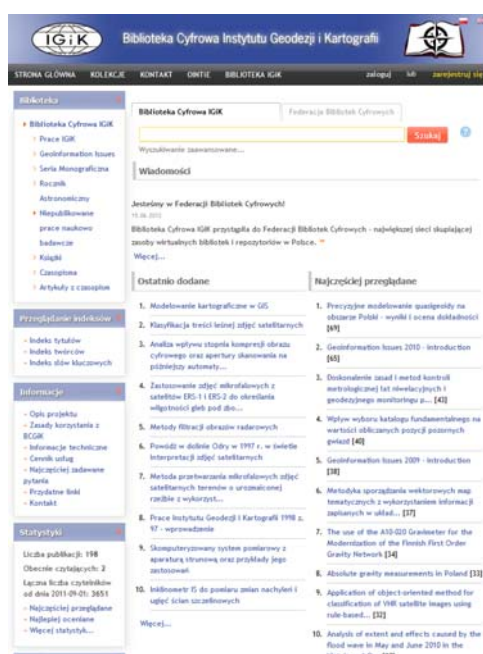 IGiK
Biblioteka Cyfrowa Instytutu Geodezji i Kartografii
STRONA GŁÓWNA KOLEKCJE KONTAKT OINTIE BIBLIOTEKA IGIK zaloguj lub zarejestruj się
Biblioteka
Biblioteka Cyfrowa IGiK
Prace IGiK
Geoinformation Issues
Seria Monograficzna
Rocznik
Astronomiczny
Niepublikowane
prace naukowo
badawcze
Książki
Czasopisma
Artykuły z czasopism
Przeglądanie indeksów
Indeks tytułów
Indeks twórców
Indeks słów kluczowych
Informacje
Opis projektu
Zasady korzystania z
BCGiK
Informacje techniczne
Cennik usług
Najczęściej zadawane
pytania
Przydatne linki
Kontakt
Statystyki
Liczba publikacji: 198
Obecnie czytających: 2
Łączna liczba czytelników
od dnia 2011-09-01: 3651
Najczęściej przeglądane
Najlepiej oceniane
Więcej statystyk...
Biblioteka Cyfrowa IGiK Federacja Bibliotek Cyfrowych
Szukaj
Wyszukiwanie zaawansowane...
Wiadomości
Jesteśmy w Federacji Bibliotek Cyfrowych!
Biblioteka Cyfrowa IGiK przystąpiła do Federacji Bibliotek Cyfrowych - największej sieci skupiającej
zasoby wirtualnych bibliotek i repozytoriów w Polsce.
Więcej...
Ostatnio dodane
1. Modelowanie kartograficzne w GIS
2. Klasyfikacja treści leśnej zdjęć satelitarnych
3. Analiza wpływu stopnia kompresji obrazu
cyfrowego oraz apertury skanowania na
późniejszy automaty...
4. Zastosowanie zdjęć mikrofalowych z
satelitów ERS-1 i ERS-2 do określania
wilgotności gleb pod zbo...
5. Metody filtracji obrazów radarowych
6. Powódź w dolinie Odry w 1997 r. w świetle
interpretacji zdjęć satelitarnych
7. Metoda przetwarzania mikrofalowych zdjęć
satelitarnych terenów o urozmaiconej
rzeźbie z wykorzyst...
8. Prace Instytutu Geodezji i Kartografii 1998 z.
97 - wprowadzenie
9. Skomputeryzowany system pomiarowy z
aparaturą strunową oraz przykłady jego
zastosowań
10. Inklinometr IS do pomiaru zmian nachyleń i
ugięć ścian szczelinowych
Więcej...
Najczęściej przeglądane
1. Precyzyjne modelowanie quasigeoidy na
obszarze Polski - wyniki i ocena dokładności
[69]
2. Geoinformation Issues 2010 - Introduction
[65]
3. Doskonalenie zasad i metod kontroli
metrologicznej łat niwelacyjnych i
geodezyjnego monitoringu p... [43]
4. Wpływ wyboru katalogu fundamentalnego na
wartości obliczanych pozycji pozornych
gwiazd [40]
5. Geoinformation Issues 2009 - Introduction
[38]
6. Metodyka sporządzania wektorowych map
tematycznych z wykorzystaniem informacji
zapisanych w układ... [37]
7. The use of the A10-020 Gravimeter for the
Modernization of the Finnish First Order
Gravity Network [34]
8. Absolute gravity measurements in Poland [33]
9. Application of object-oriented method for
classification of VHR satellite images using
rule-based... [32]
10. Analysis of extent and effects caused by the
flood wave in May and June 2010 in the